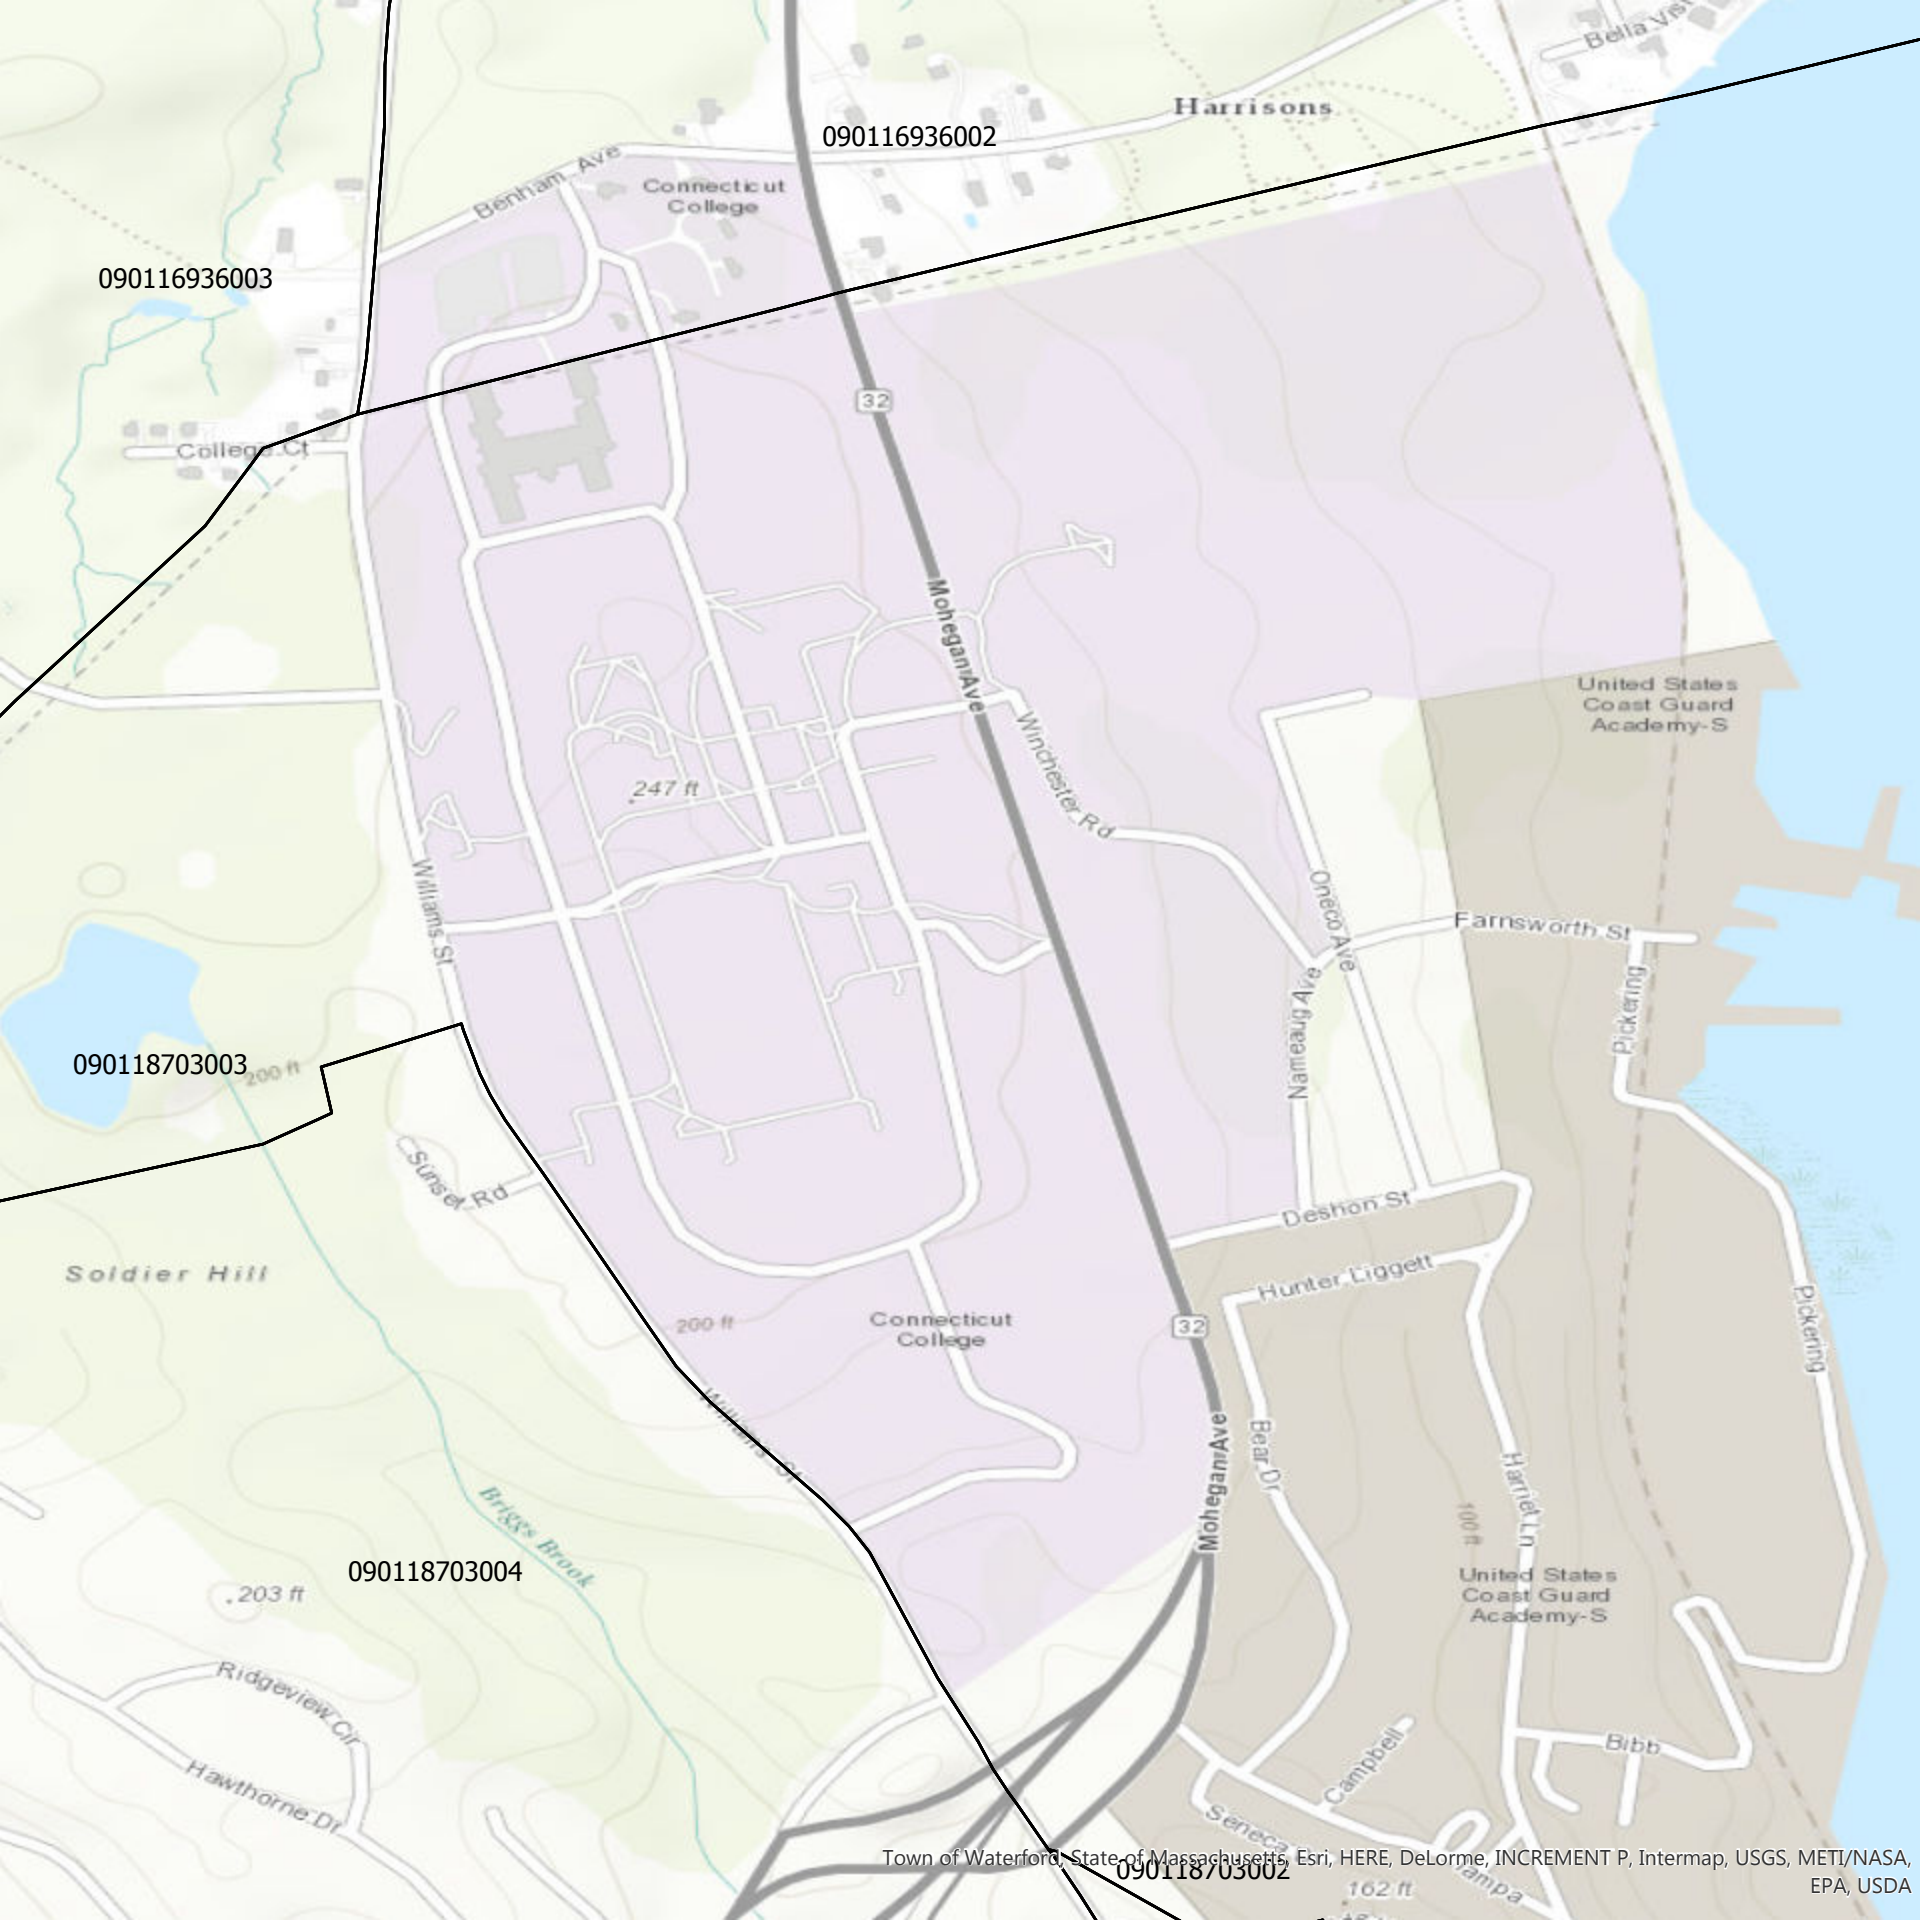 Bella Vist
Harrisons
090116936002
Benham Ave
Connecticut
College
090116936003
32
College Ct
Mohegan Ave
United States
Coast Guard
Academy-S
Winchester Rd
247 ft
Williams St
Oneco Ave
Farnsworth St
Pickering
Nameaug Ave
090118703003
200 ft
Sunset Rd
Deshon St
Soldier Hill
Hunter Liggett
200 ft
Connecticut
College
32
Pickering
Williams St
Mohegan Ave
Bear Dr
Harriet Ln
100 ft
Briggs Brook
090118703004
203 ft
United States
Coast Guard
Academy-S
Ridgeview Cir
Hawthorne Dr
Campbell
Bibb
Seneca
Town of Waterford, State of Massachusetts, Esri, HERE, DeLorme, INCREMENT P, Intermap, USGS, METI/NASA,
EPA, USDA
090118703002
162 ft